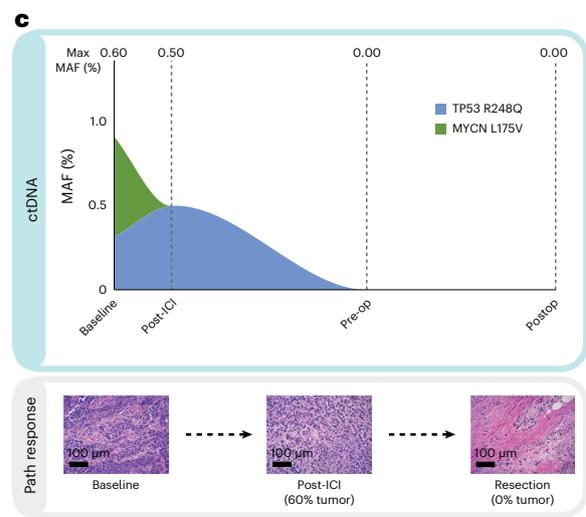 c
Max 0.60 0.50 0.00 0.00
MAF (%)
TP53 R248Q
MYCN L175V
1.0
0.5
0
MAF (%)
ctDNA
Baseline
Post-ICI
Pre-op
Postop
Path response
100 µm
100 µm
100 µm
Baseline
Post-ICI
(60% tumor)
Resection
(0% tumor)